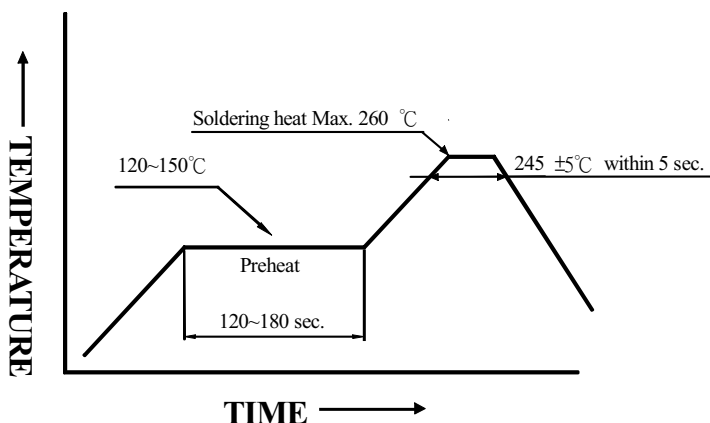 Soldering heat Max. 260 ℃
245 ±5℃ within 5 sec.
120~150℃
TEMPERATURE
Preheat
120~180 sec.
TIME